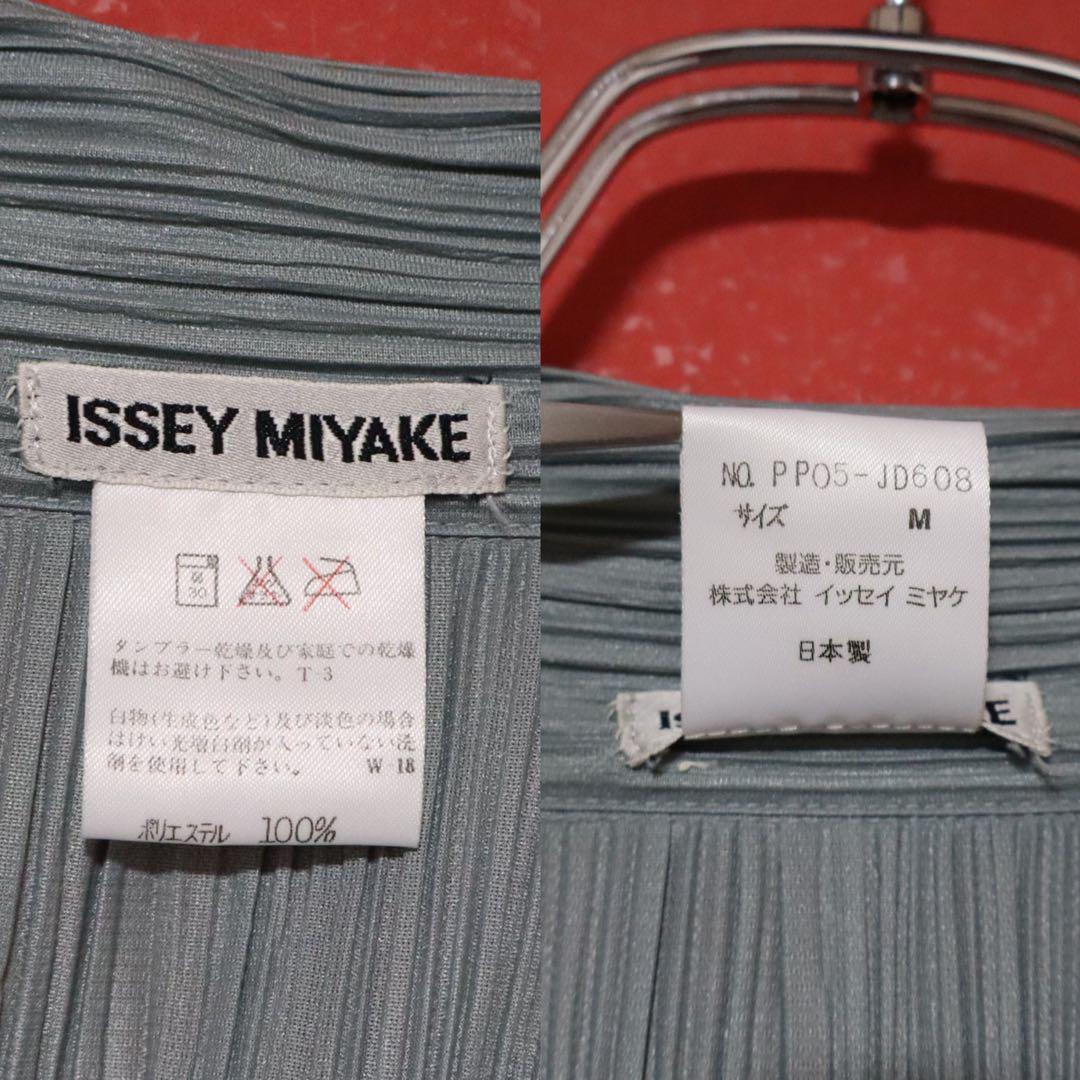 ISSEY MIYAKE
30
タンブラー乾燥及び家庭での乾燥
機はお避け下さい。T-3
白物(生成色など)及び淡色の場合
はけい光増白剤が入っていない洗
剤を使用して下さい。 W-18
ポリエステル 100%
NO. PP05-JD608
サイズ M
製造・販売元
株式会社 イッセイ ミヤケ
日本製